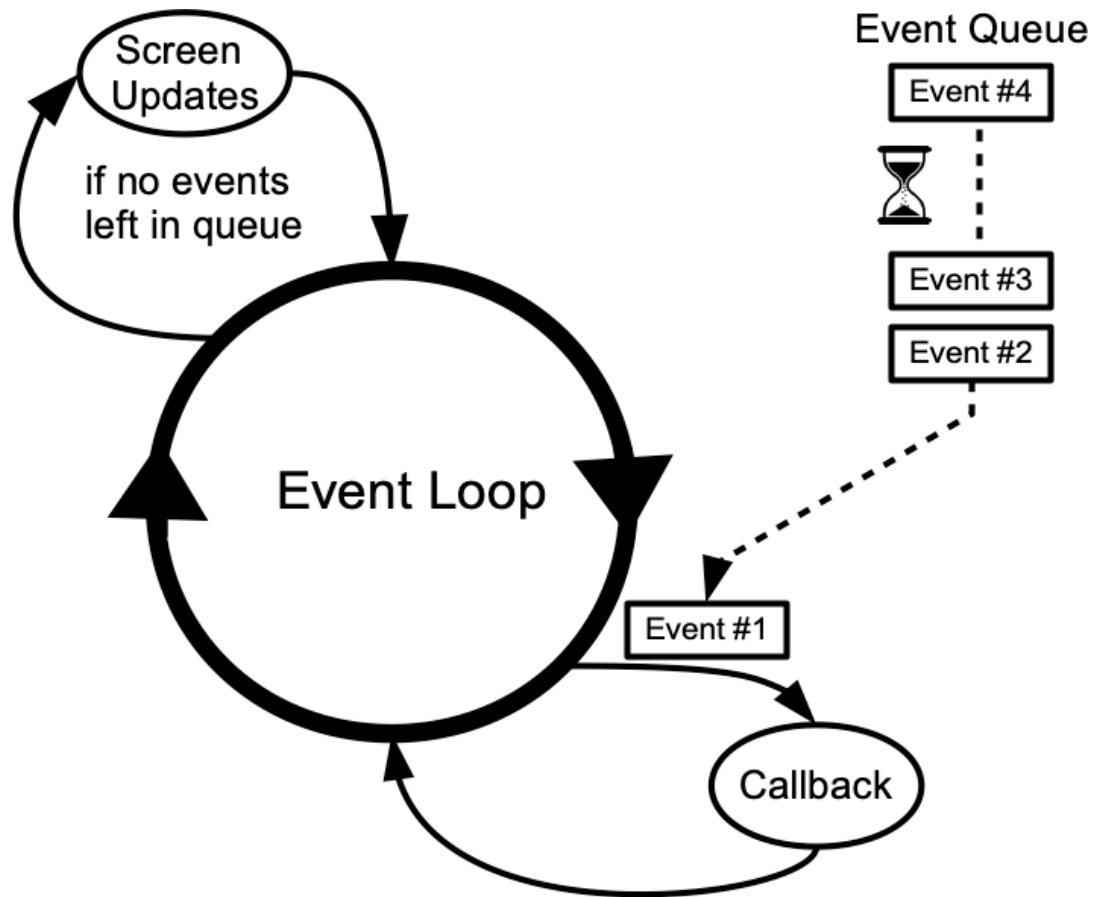 Screen
Updates
if no events
left in queue
Event Queue
Event #4
Event #3
Event #2
Event Loop
Event #1
Callback